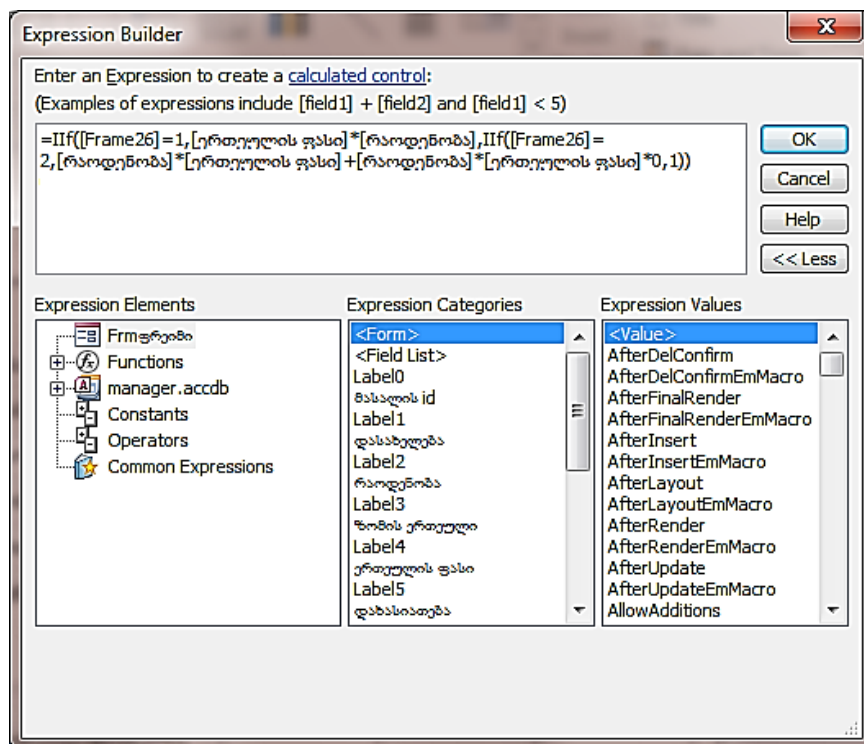 Expression Builder
Enter an Expression to create a calculated control:
(Examples of expressions include [field1] + [field2] and [field1] < 5)
=IIf([Frame26]=1,[ერთეულის ფასი]*[რაოდენობა],IIf([Frame26]=
2,[რაოდენობა]*[ერთეულის ფასი]+[რაოდენობა]*[ერთეულის ფასი]*0,1))
OK
Cancel
Help
<< Less
Expression Elements
Frmფრეიმი
Functions
manager.accdb
Constants
Operators
Common Expressions
Expression Categories
<Form>
<Field List>
Label0
მასალის id
Label1
დასახელება
Label2
რაოდენობა
Label3
ზომის ერთეული
Label4
ერთეულის ფასი
Label5
დახასიათება
Expression Values
<Value>
AfterDelConfirm
AfterDelConfirmEmMacro
AfterFinalRender
AfterFinalRenderEmMacro
AfterInsert
AfterInsertEmMacro
AfterLayout
AfterLayoutEmMacro
AfterRender
AfterRenderEmMacro
AfterUpdate
AfterUpdateEmMacro
AllowAdditions